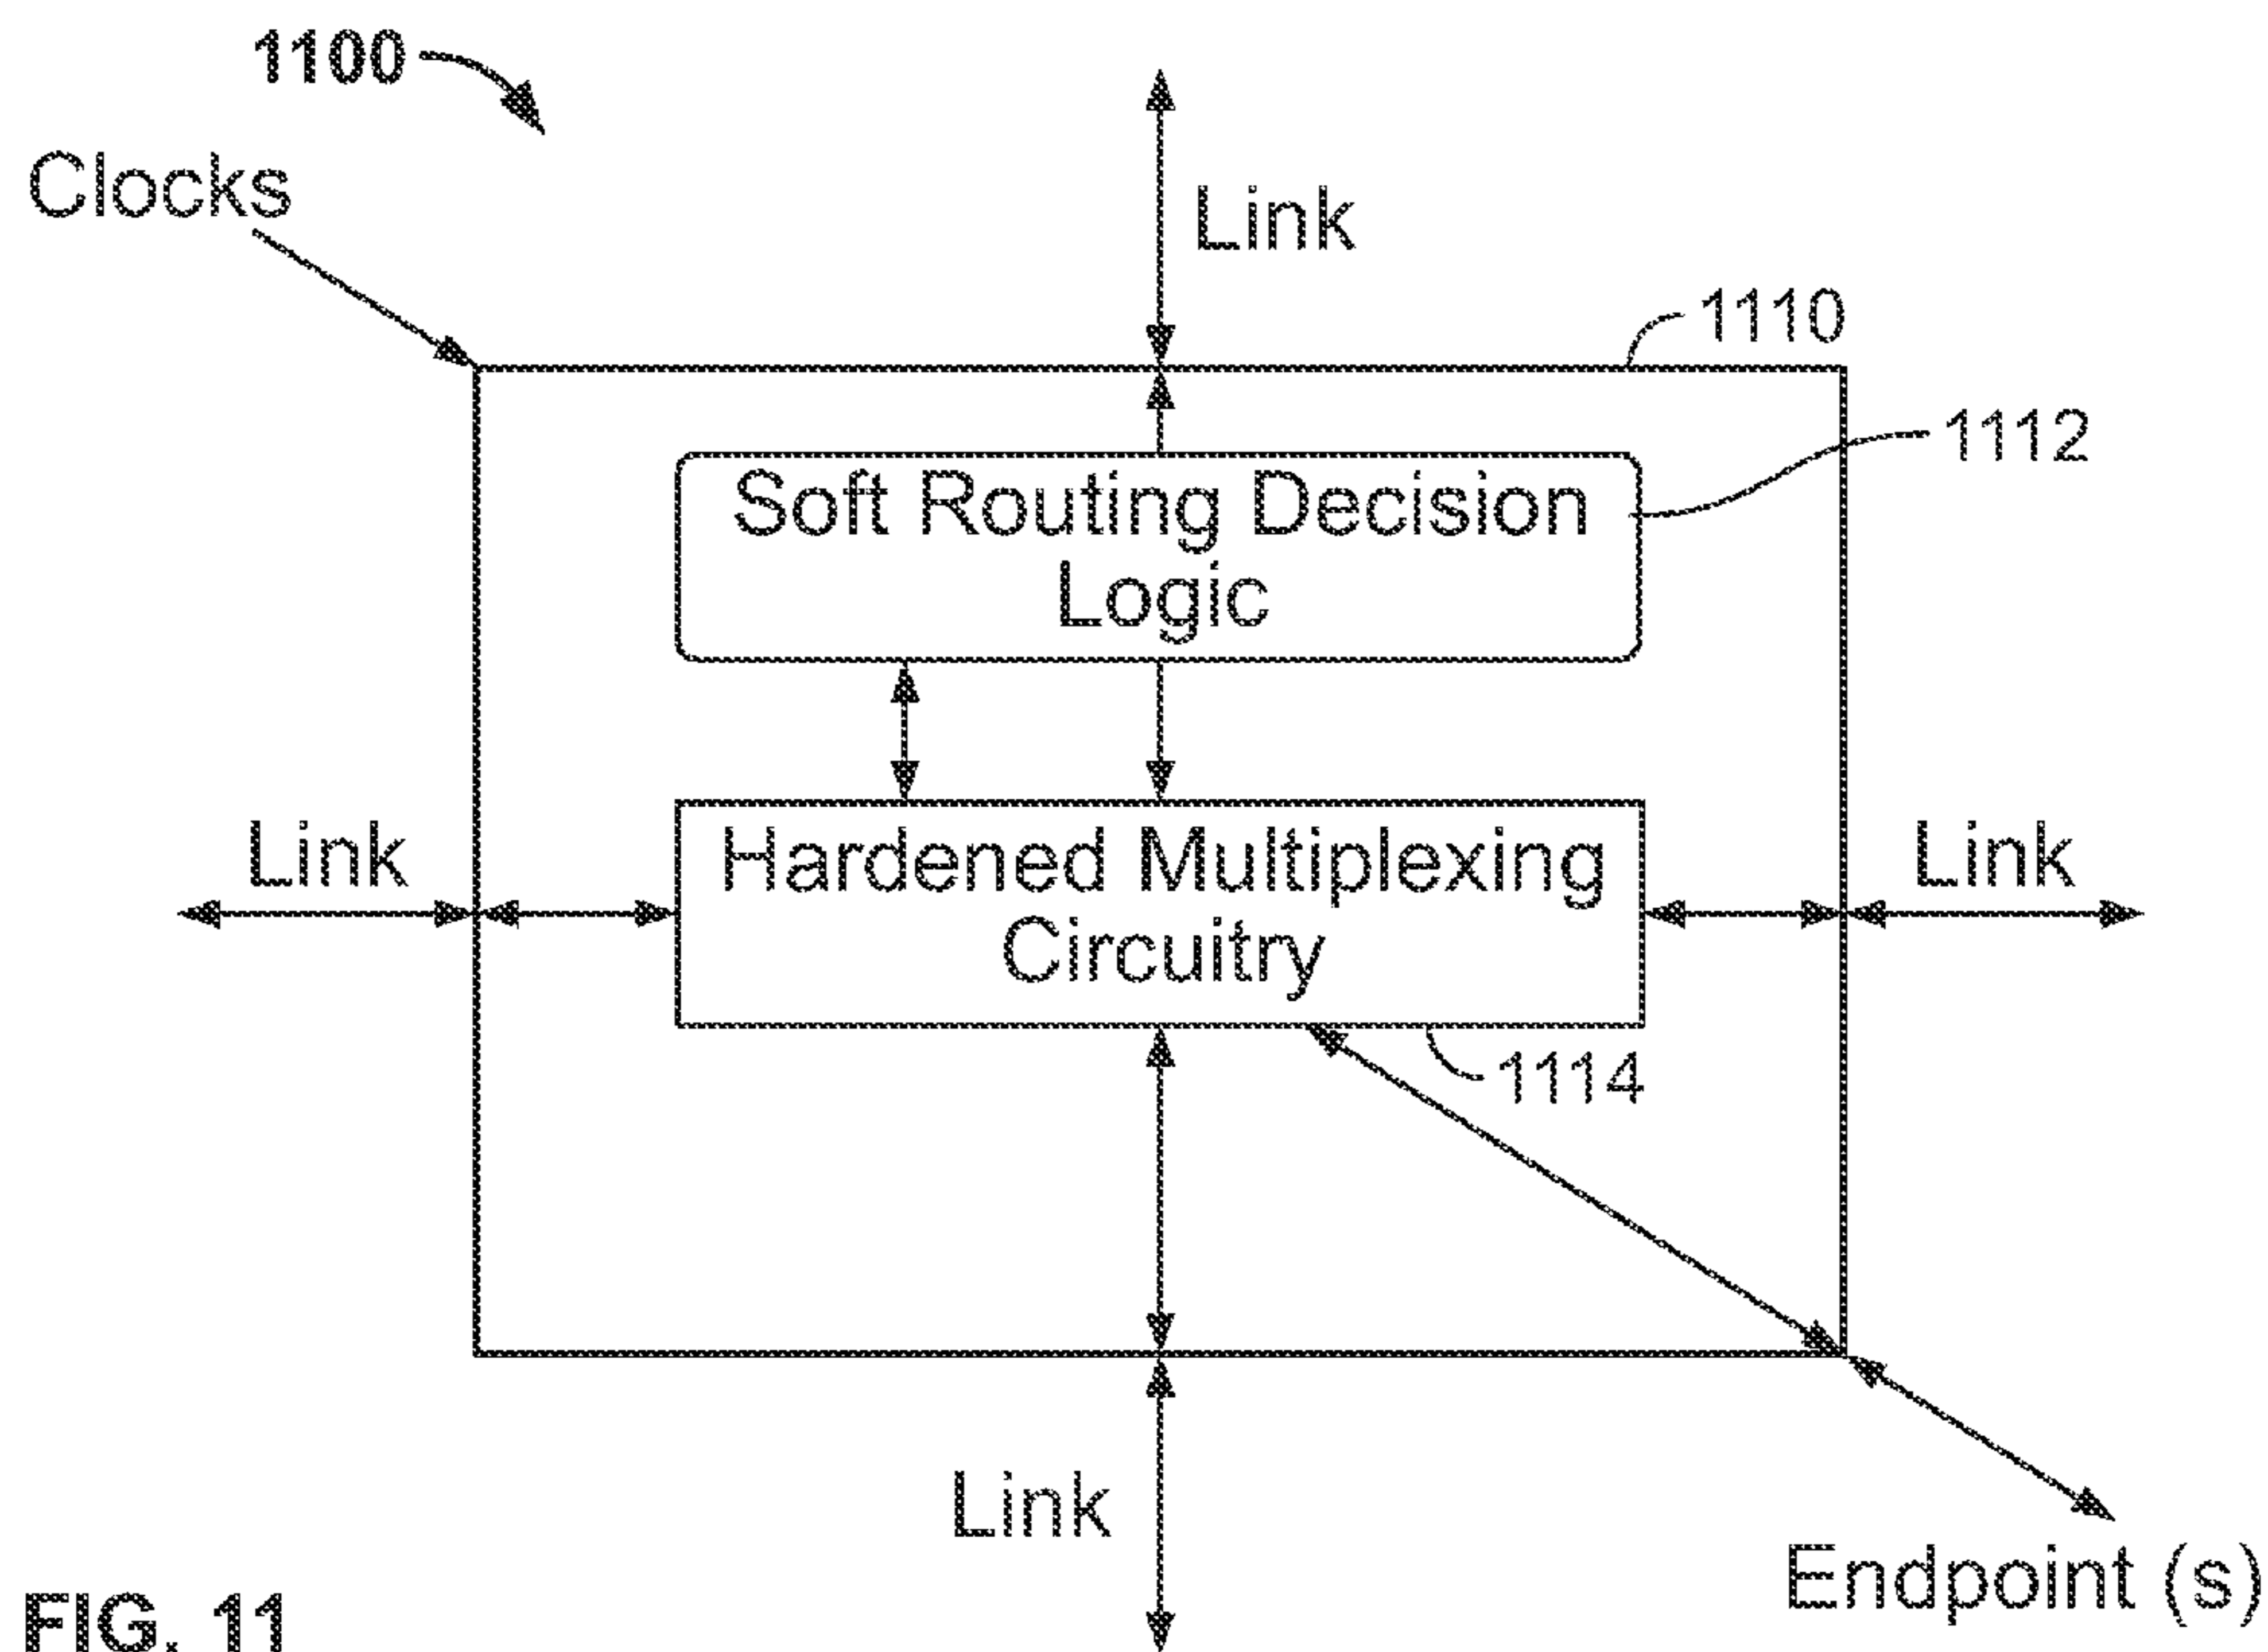 1100
Clocks
Link
1110
1112
Soft Routing Decision
Logic
Link
Hardened Multiplexing
Circuitry
Link
1114
Link
Endpoint (s)
FIG. 11